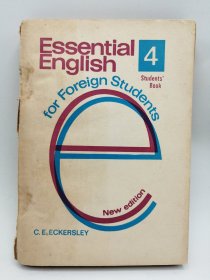 Essential
English
4
Students'
Book
for Foreign Students
New edition
C.E.ECKERSLEY